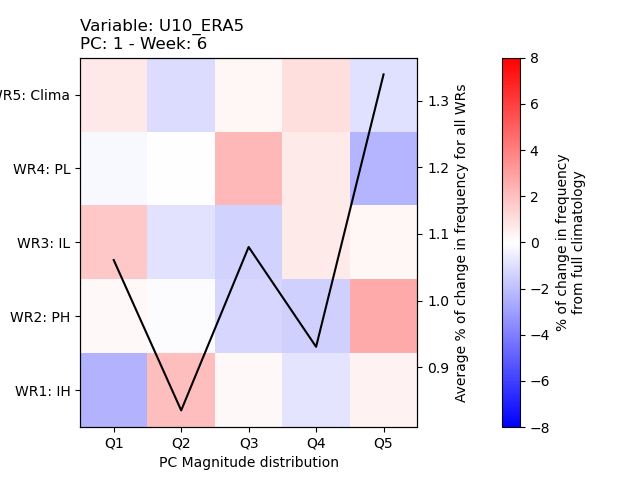 Variable: U10_ERA5
PC: 1 - Week: 6
WR5: Clima
WR4: PL
WR3: IL
WR2: PH
WR1: IH
Q1 Q2 Q3 Q4 Q5
PC Magnitude distribution
1.3
1.2
1.1
1.0
0.9
Average % of change in frequency for all WRs
8
6
4
2
0
−2
−4
−6
−8
% of change in frequency
from full climatology